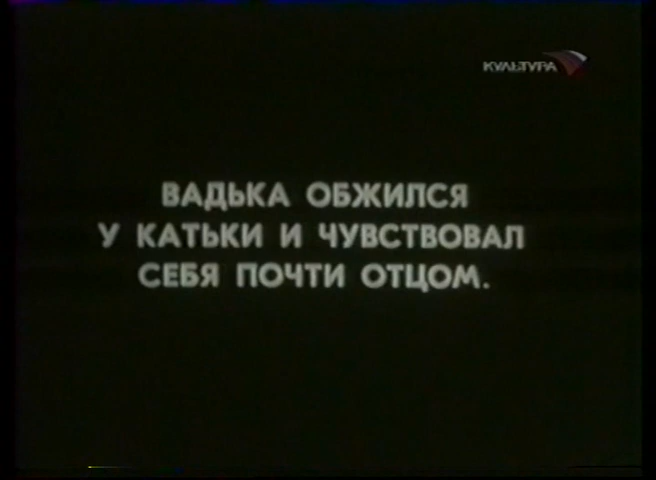 КУЛЬТУРА
ВАДЬКА ОБЖИЛСЯ
У КАТЬКИ И ЧУВСТВОВАЛ
СЕБЯ ПОЧТИ ОТЦОМ.